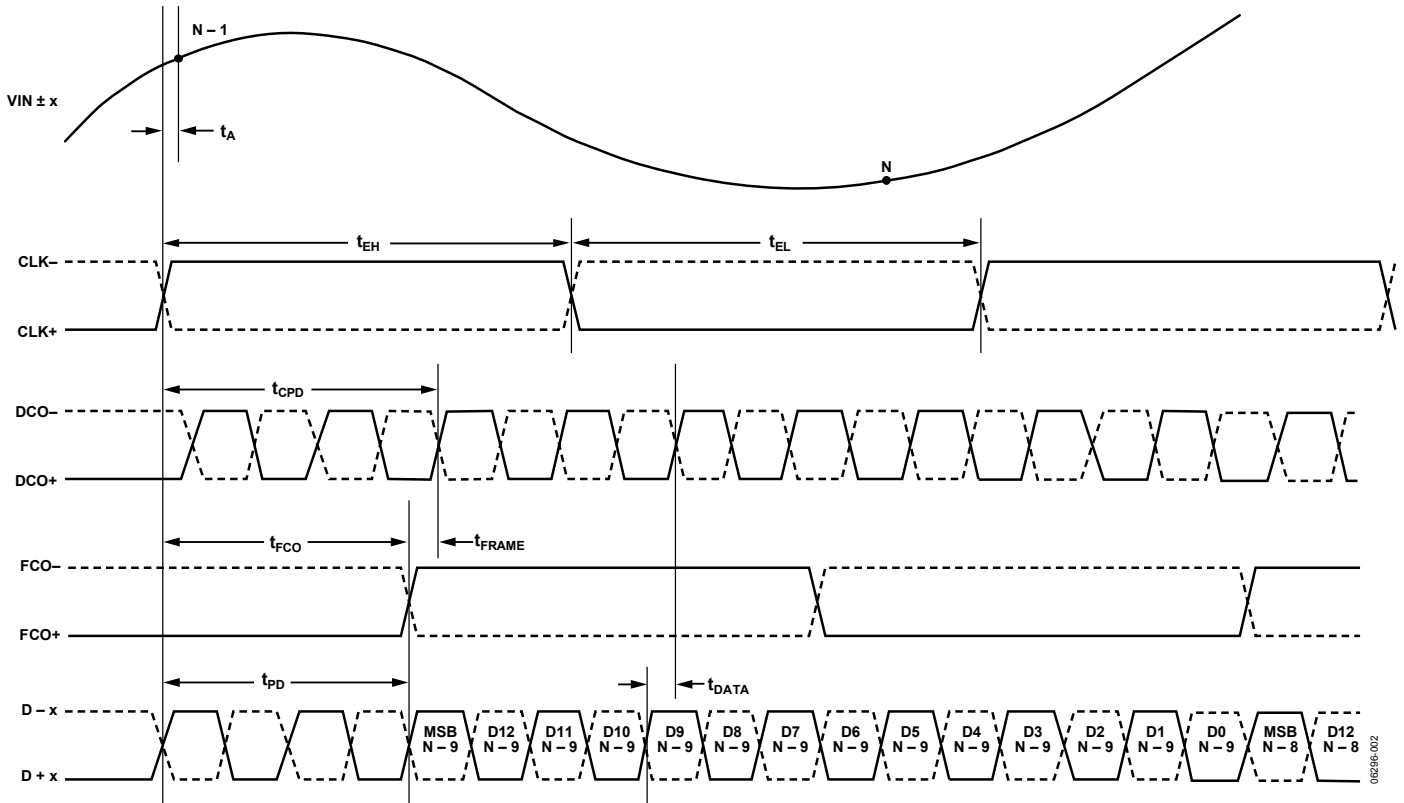 N – 1
VIN ± x
tA
N
tEH
tEL
CLK–
CLK+
tCPD
DCO–
DCO+
tFCO
tFRAME
FCO–
FCO+
tPD
tDATA
D – x
MSB D12 D11 D10 D9 D8 D7 D6 D5 D4 D3 D2 D1 D0 MSB D12
N – 9 N – 9 N – 9 N – 9 N – 9 N – 9 N – 9 N – 9 N – 9 N – 9 N – 9 N – 9 N – 9 N – 9 N – 8 N – 8
D + x
06296-002